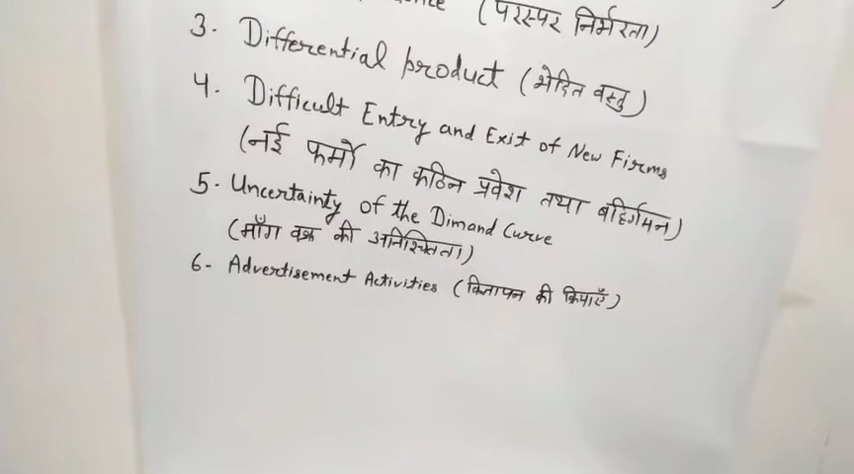 (परस्पर निर्भरता)
3. Differential product (भेदित वस्तु)
4. Difficult Entry and Exit of New Firms
(नई फर्मो का कठिन प्रवेश तथा बहिर्गमन)
5. Uncertainty of the Dimand Curve
(माँग वक्र की अनिश्चितता)
6- Advertisement Activities (विज्ञापन की क्रियाएँ)